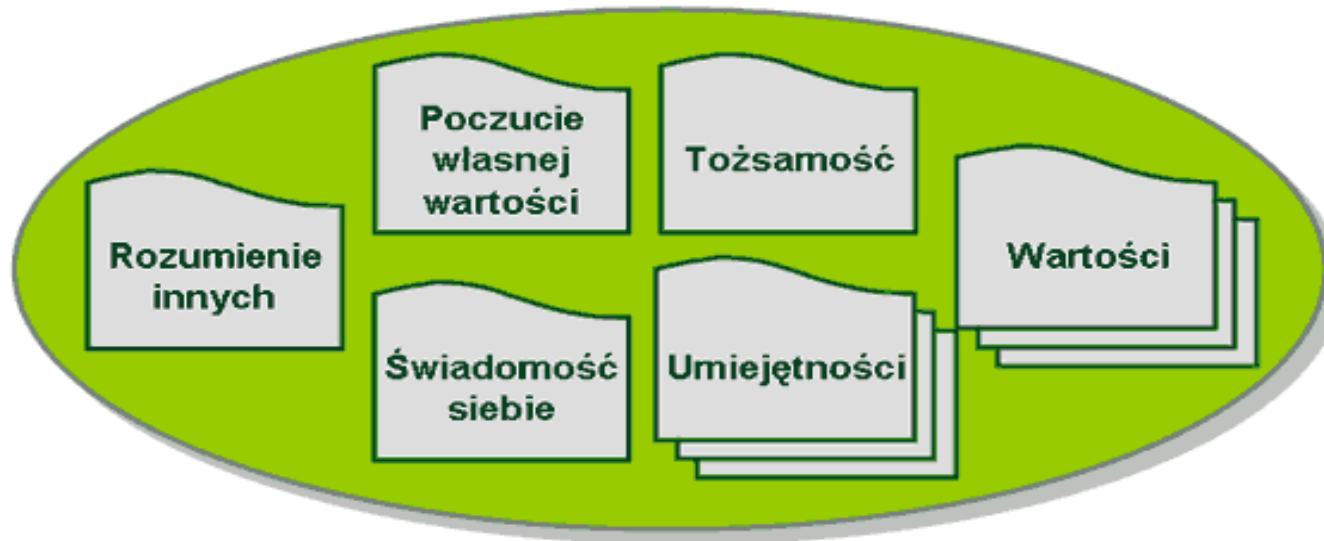 Poczucie
własnej
wartości
Tożsamość
Wartości
Rozumienie
innych
Świadomość
siebie
Umiejętności